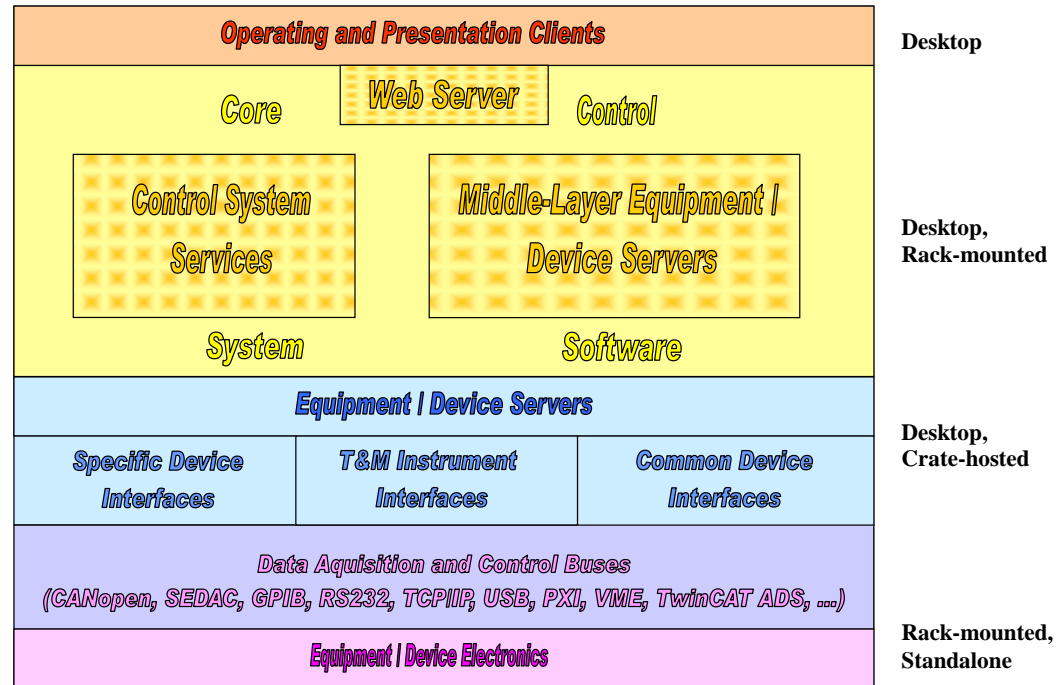 Operating and Presentation Clients
Desktop
Web Server
Core
Control
Control System
Services
Middle-Layer Equipment /
Device Servers
Desktop,
Rack-mounted
System
Software
Equipment / Device Servers
Specific Device
Interfaces
T&M Instrument
Interfaces
Common Device
Interfaces
Desktop,
Crate-hosted
Data Aquisition and Control Buses
(CANopen, SEDAC, GPIB, RS232, TCP/IP, USB, PXI, VME, TwinCAT ADS, ...)
Equipment / Device Electronics
Rack-mounted,
Standalone